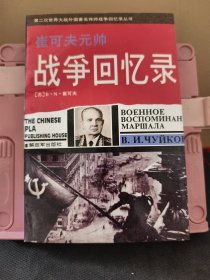 第二次世界大战外国著名将帅战争回忆录丛书
崔可夫元帅
战争回忆录
[苏]В·И·崔可夫
THE CHINESE
PLA
PUBLISHING HOUSE
解放军出版社
ВОЕННОЕ
ВОСПОМИНАН
МАРШАЛА
В. И. ЧУЙКОВ